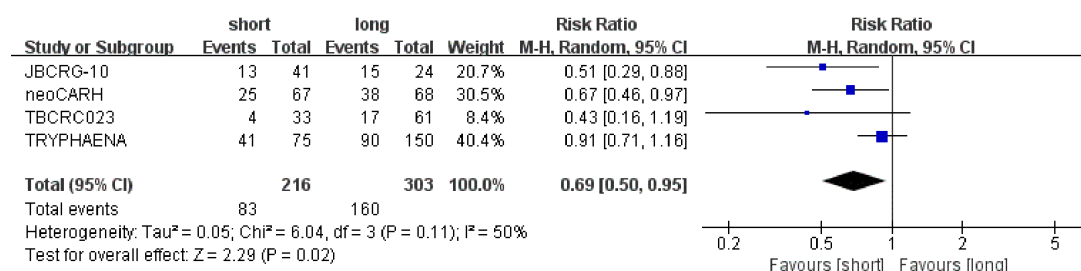 short long Risk Ratio Risk Ratio
Study or Subgroup Events Total Events Total Weight M-H, Random, 95% CI M-H, Random, 95% CI
JBCRG-10 13 41 15 24 20.7% 0.51 [0.29, 0.88]
neoCARH 25 67 38 68 30.5% 0.67 [0.46, 0.97]
TBCRC023 4 33 17 61 8.4% 0.43 [0.16, 1.19]
TRYPHAENA 41 75 90 150 40.4% 0.91 [0.71, 1.16]
Total (95% CI) 216 303 100.0% 0.69 [0.50, 0.95]
Total events 83 160
Heterogeneity: Tau² = 0.05; Chi² = 6.04, df = 3 (P = 0.11); I² = 50%
Test for overall effect: Z = 2.29 (P = 0.02)
0.2 0.5 1 2 5
Favours [short] Favours [long]